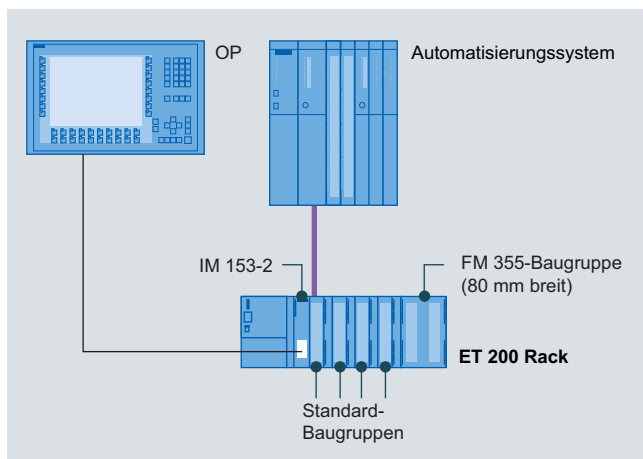 OP
Automatisierungssystem
IM 153-2
FM 355-Baugruppe
(80 mm breit)
ET 200 Rack
Standard-
Baugruppen